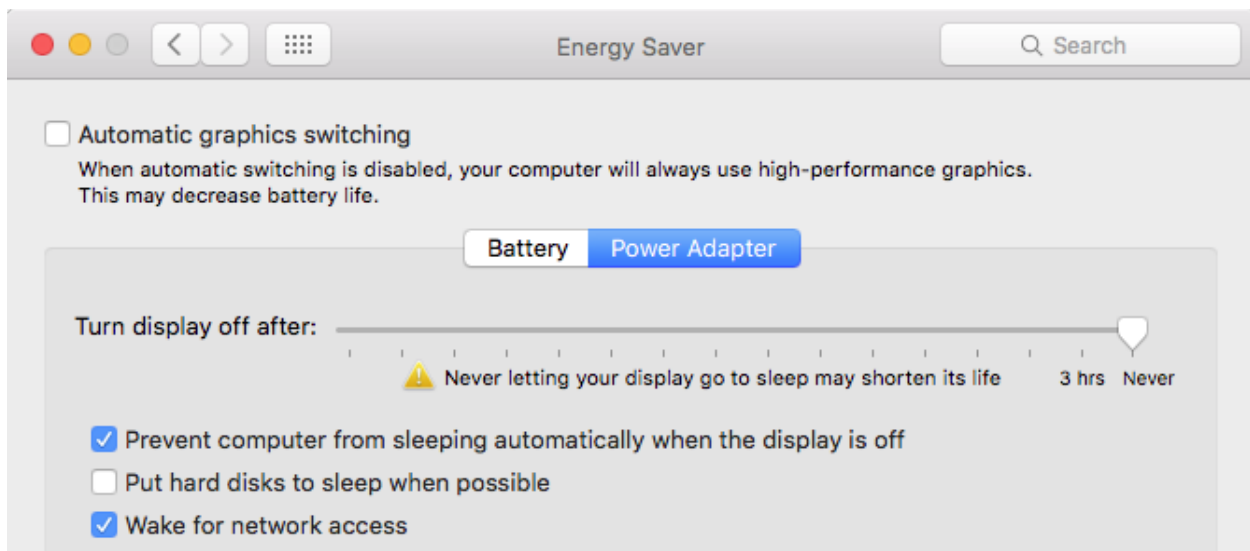 Energy Saver
Search
Automatic graphics switching
When automatic switching is disabled, your computer will always use high-performance graphics.
This may decrease battery life.
Battery
Power Adapter
Turn display off after:
Never letting your display go to sleep may shorten its life
3 hrs
Never
Prevent computer from sleeping automatically when the display is off
Put hard disks to sleep when possible
Wake for network access